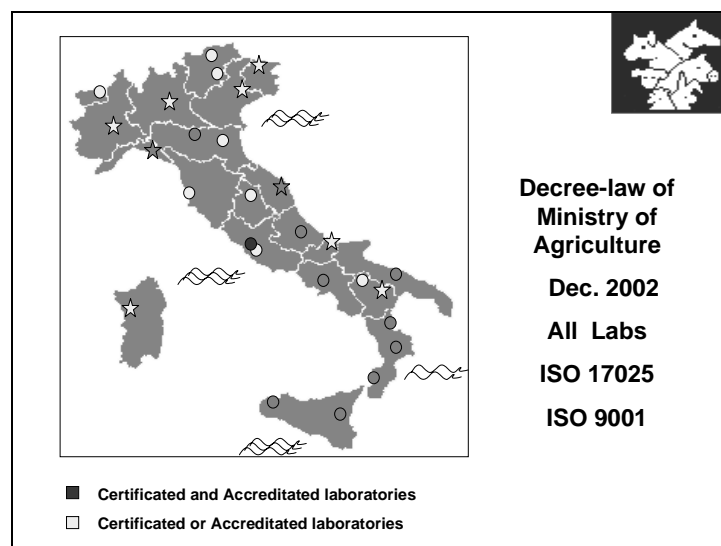 Decree-law of
Ministry of
Agriculture
Dec. 2002
All Labs
ISO 17025
ISO 9001
Certificated and Accreditated laboratories
Certificated or Accreditated laboratories